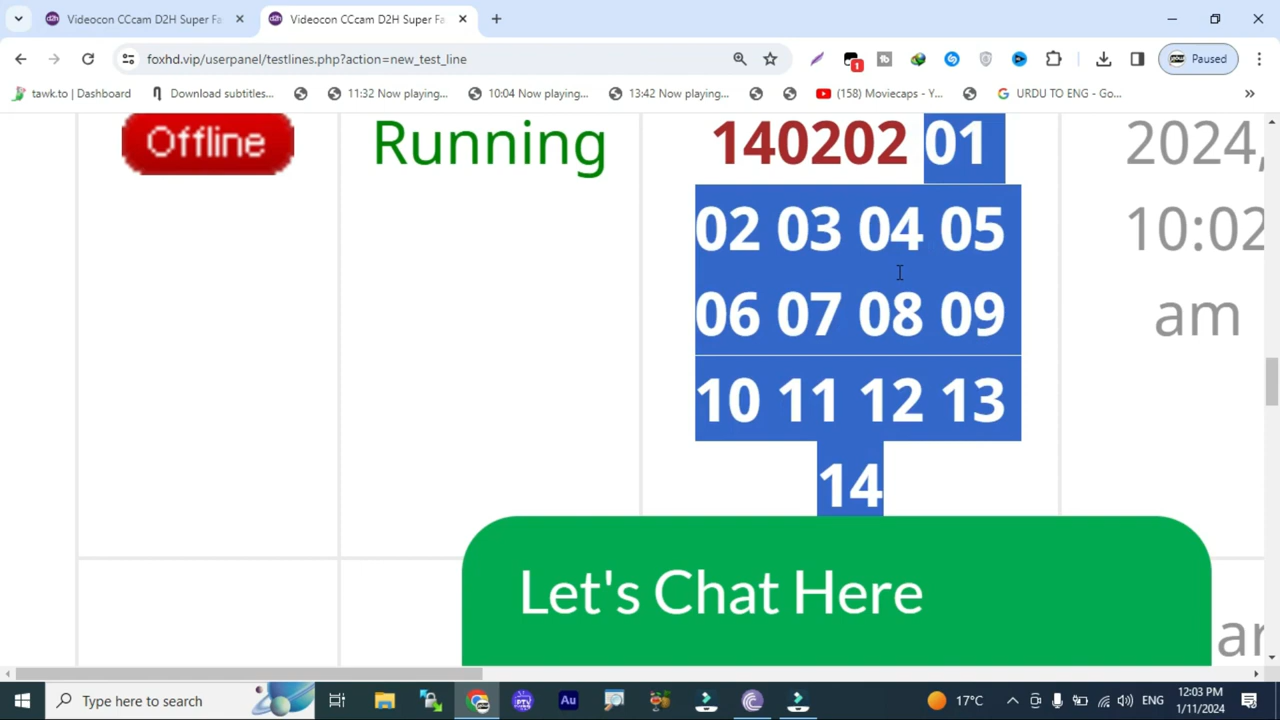 Videocon CCcam D2H Super Fa
Videocon CCcam D2H Super Fa
foxhd.vip/userpanel/testlines.php?action=new_test_line
1
Paused
tawk.to | Dashboard
Download subtitles...
11:32 Now playing...
10:04 Now playing...
13:42 Now playing...
(158) Moviecaps - Y...
URDU TO ENG - Go...
Offline
Running
140202 01
02 03 04 05
06 07 08 09
10 11 12 13
14
2024,
10:02
am
Let's Chat Here
Type here to search
Au
17°C
ENG
12:03 PM
1/11/2024